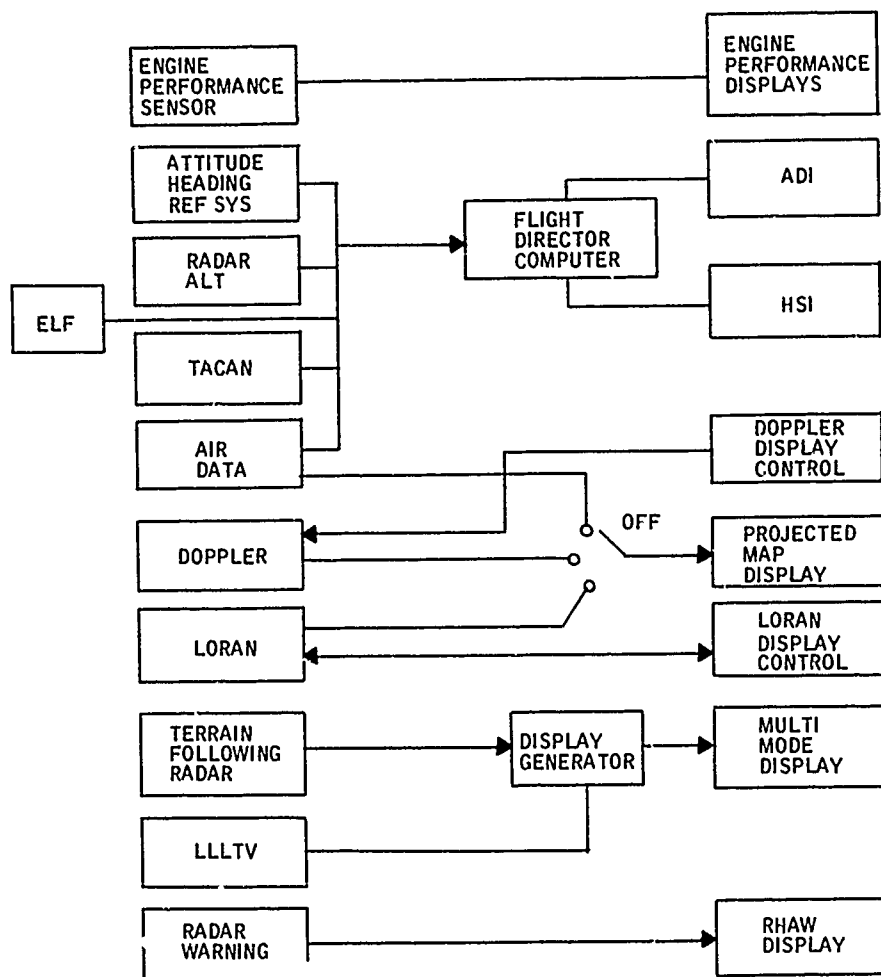 ENGINE
PERFORMANCE
SENSOR
ENGINE
PERFORMANCE
DISPLAYS
ATTITUDE
HEADING
REF SYS
ADI
FLIGHT
DIRECTOR
COMPUTER
RADAR
ALT
ELF
HSI
TACAN
AIR
DATA
DOPPLER
DISPLAY
CONTROL
OFF
DOPPLER
PROJECTED
MAP
DISPLAY
LORAN
LORAN
DISPLAY
CONTROL
TERRAIN
FOLLOWING
RADAR
DISPLAY
GENERATOR
MULTI
MODE
DISPLAY
LLLTV
RADAR
WARNING
RHAW
DISPLAY